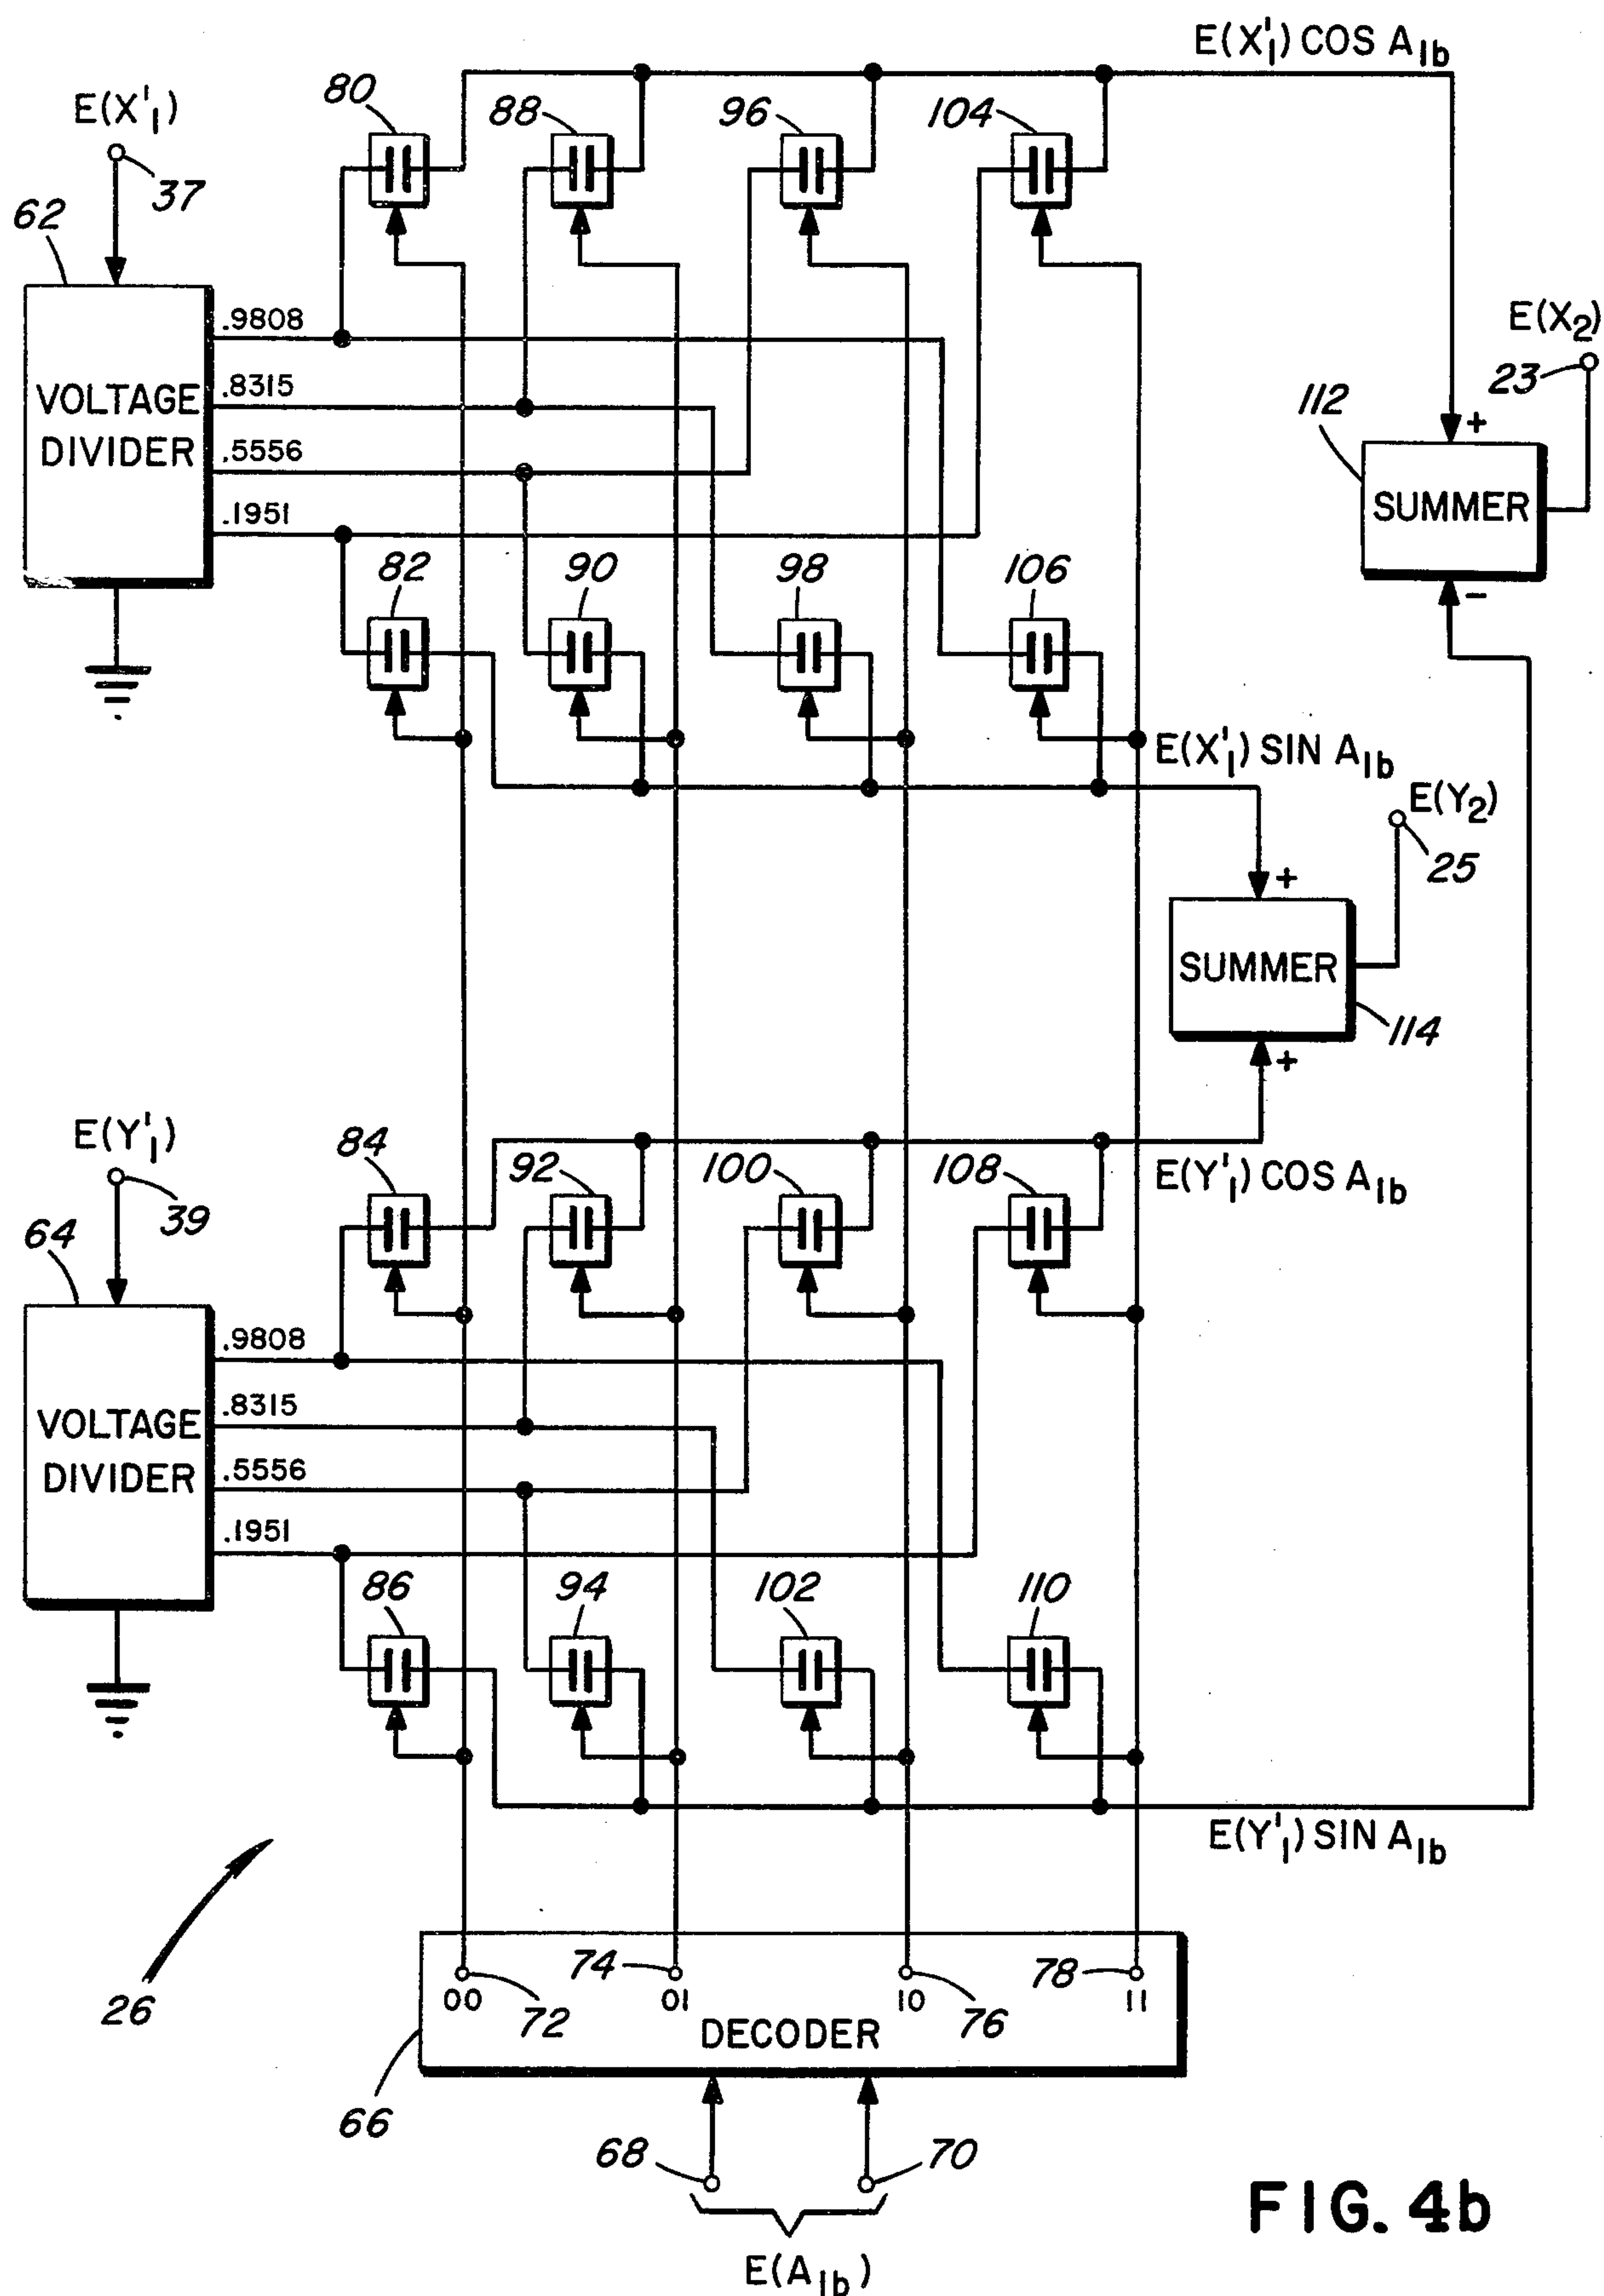 E(X'₁) COS A₁b
80
88
96
104
E(X'₁)
37
62
.9808
.8315
.5556
.1951
VOLTAGE
DIVIDER
E(X₂)
23
112
+
SUMMER
-
82
90
98
106
E(X'₁) SIN A₁b
E(Y₂)
25
+
SUMMER
114
+
E(Y'₁)
39
64
84
92
100
108
E(Y'₁) COS A₁b
.9808
.8315
.5556
.1951
VOLTAGE
DIVIDER
86
94
102
110
E(Y'₁) SIN A₁b
26
74
78
00
72
01
10
76
11
DECODER
66
68
70
E(A₁b)
FIG. 4b